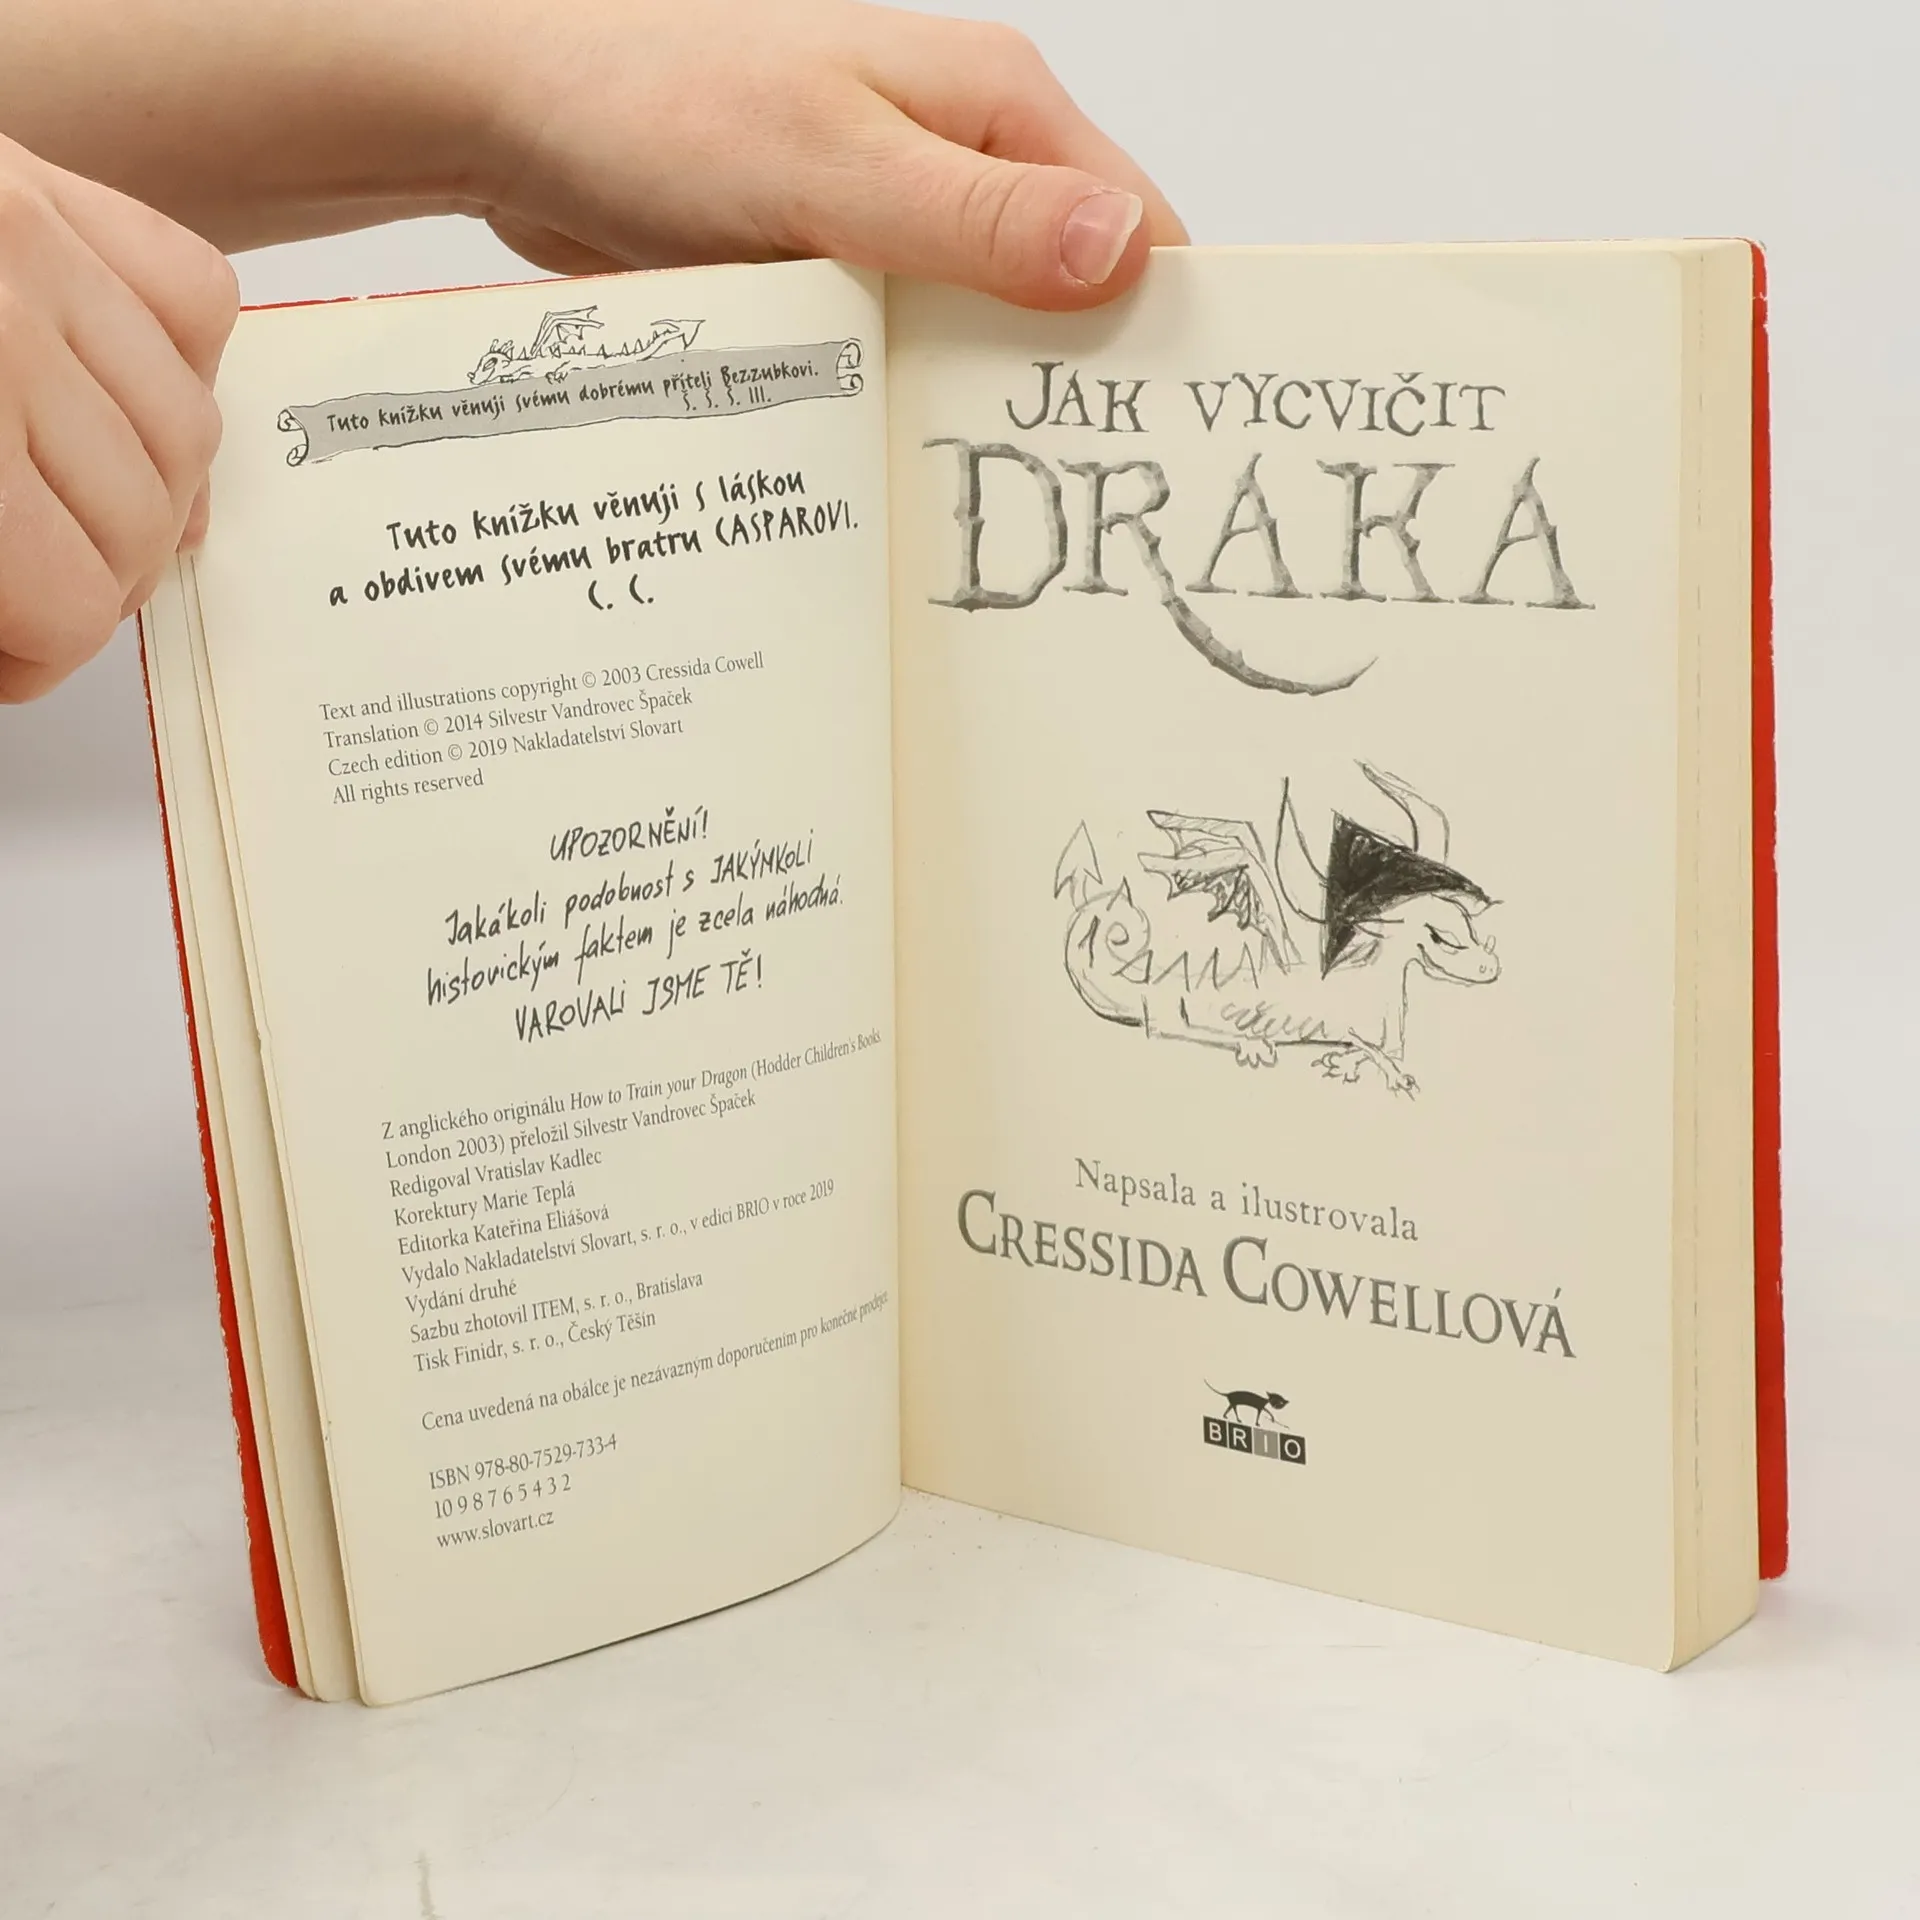 Tuto knížku věnuji svému dobrému příteli Bezzubkovi.
Š. Š. Š. III.
Tuto knížku věnuji s láskou
a obdivem svému bratru CASPAROVI.
C. C.
Text and illustrations copyright © 2003 Cressida Cowell
Translation © 2014 Silvestr Vandrovec Špaček
Czech edition © 2019 Nakladatelství Slovart
All rights reserved
UPOZORNĚNÍ!
Jakákoli podobnost s JAKÝMKOLI
historickým faktem je zcela náhodná.
VAROVALI JSME TĚ!
Z anglického originálu How to Train your Dragon (Hodder Children's Books
London 2003) přeložil Silvestr Vandrovec Špaček
Redigoval Vratislav Kadlec
Korektury Marie Teplá
Editorka Kateřina Eliášová
Vydalo Nakladatelství Slovart, s. r. o., v edici BRIO v roce 2019
Vydání druhé
Sazbu zhotovil ITEM, s. r. o., Bratislava
Tisk Finidr, s. r. o., Český Těšín
Cena uvedená na obálce je nezávazným doporučením pro konečné prodejce
ISBN 978-80-7529-733-4
10 9 8 7 6 5 4 3 2
www.slovart.cz
JAK VYCVIČIT
DRAKA
Napsala a ilustrovala
CRESSIDA COWELLOVÁ
BRIO